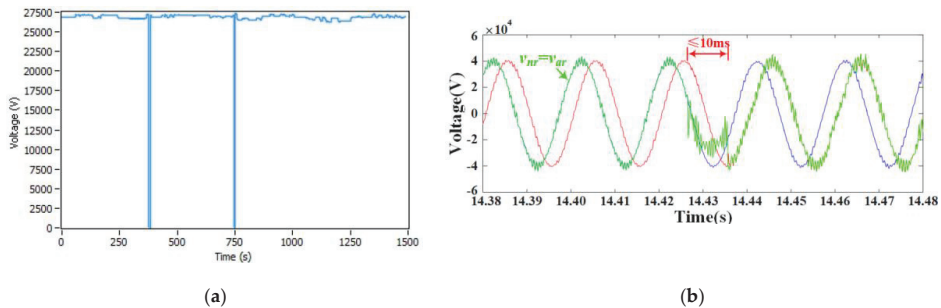 27500
25000
22500
20000
17500
15000
12500
10000
7500
5000
2500
0
Voltage (V)
0 250 500 750 1000 1250 1500
Time (s)
(a)
×10⁴
6
4
2
0
-2
-4
-6
Voltage(V)
≤10ms
vnr=var
14.38 14.39 14.40 14.41 14.42 14.43 14.44 14.45 14.46 14.47 14.48
Time(s)
(b)